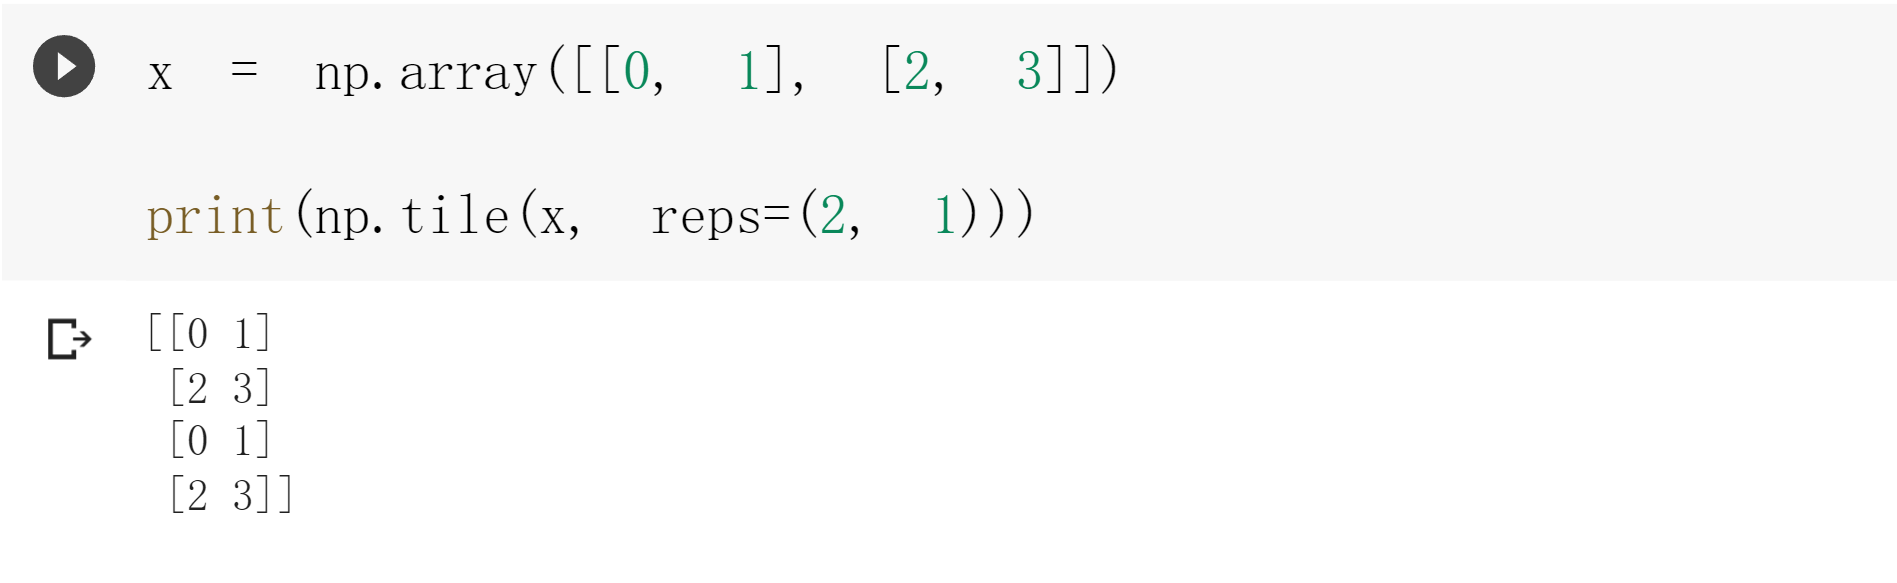 x = np.array([[0, 1], [2, 3]])
print(np.tile(x, reps=(2, 1)))
[[0 1]
 [2 3]
 [0 1]
 [2 3]]